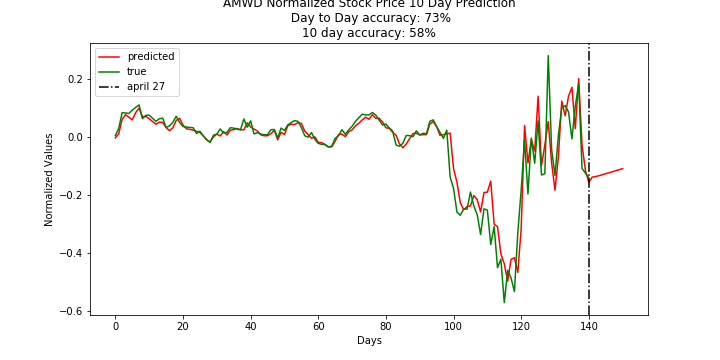 AMWD Normalized Stock Price 10 Day Prediction
Day to Day accuracy: 73%
10 day accuracy: 58%
predicted
true
april 27
Normalized Values
0.2
0.0
−0.2
−0.4
−0.6
0 20 40 60 80 100 120 140
Days